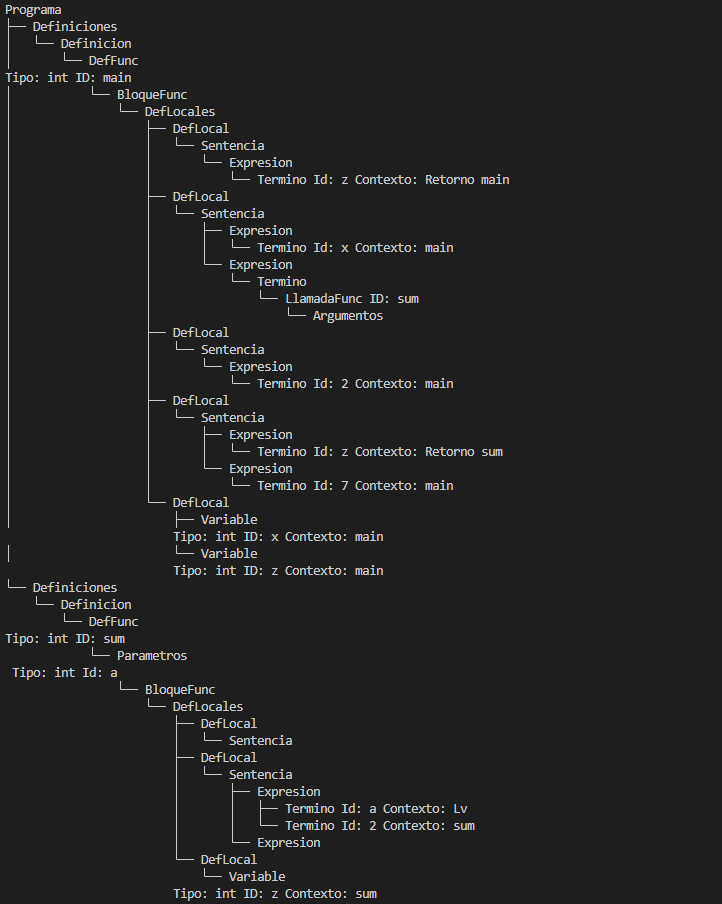 Programa
Definiciones
Definicion
DefFunc
Tipo: int ID: main
BloqueFunc
DefLocales
DefLocal
Sentencia
Expresion
Termino Id: z Contexto: Retorno main
DefLocal
Sentencia
Expresion
Termino Id: x Contexto: main
Expresion
Termino
LlamadaFunc ID: sum
Argumentos
DefLocal
Sentencia
Expresion
Termino Id: 2 Contexto: main
DefLocal
Sentencia
Expresion
Termino Id: z Contexto: Retorno sum
Expresion
Termino Id: 7 Contexto: main
DefLocal
Variable
Tipo: int ID: x Contexto: main
Variable
Tipo: int ID: z Contexto: main
Definiciones
Definicion
DefFunc
Tipo: int ID: sum
Parametros
Tipo: int Id: a
BloqueFunc
DefLocales
DefLocal
Sentencia
DefLocal
Sentencia
Expresion
Termino Id: a Contexto: Lv
Termino Id: 2 Contexto: sum
Expresion
DefLocal
Variable
Tipo: int ID: z Contexto: sum